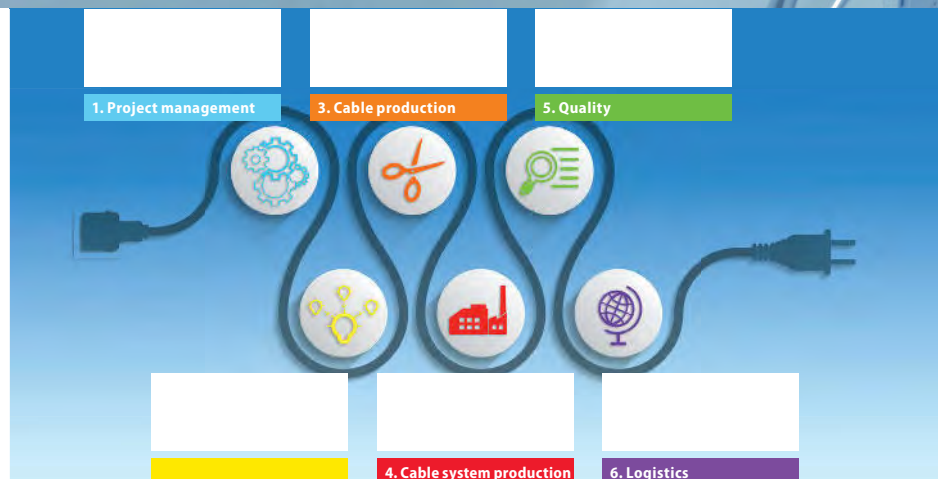 1. Project management
3. Cable production
5. Quality
4. Cable system production
6. Logistics